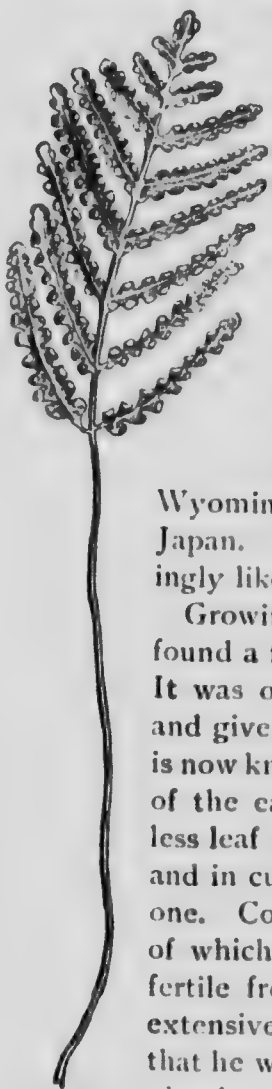 Wyomin
Japan.
ingly lik
Growi
found a
It was o
and give
is now kn
of the ca
less leaf
and in cu
one. Co
of which
fertile fr
extensive
that he w